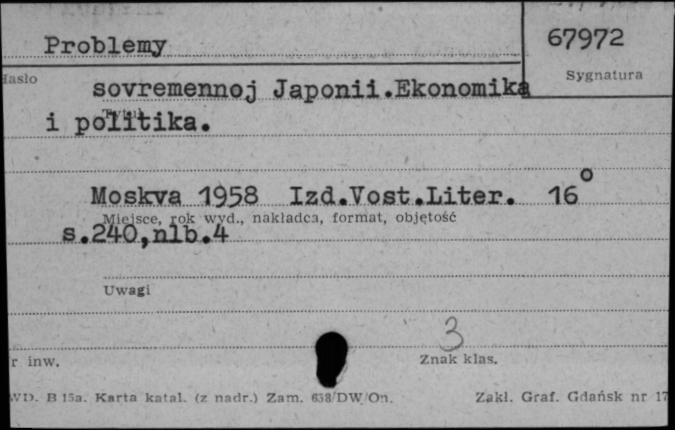 Problemy 67972
Hasło Sygnatura
sovremennoj Japonii.Ekonomika
Tytuł
i politika.
Moskva 1958 Izd.Vost.Liter. 16°
Miejsce, rok wyd., nakładca, format, objętość
s.240,nlb.4
Uwagi
3
r inw. Znak klas.
WD. B 15a. Karta katal. (z nadr.) Zam. 638/DW/On. Zakł. Graf. Gdańsk nr 17